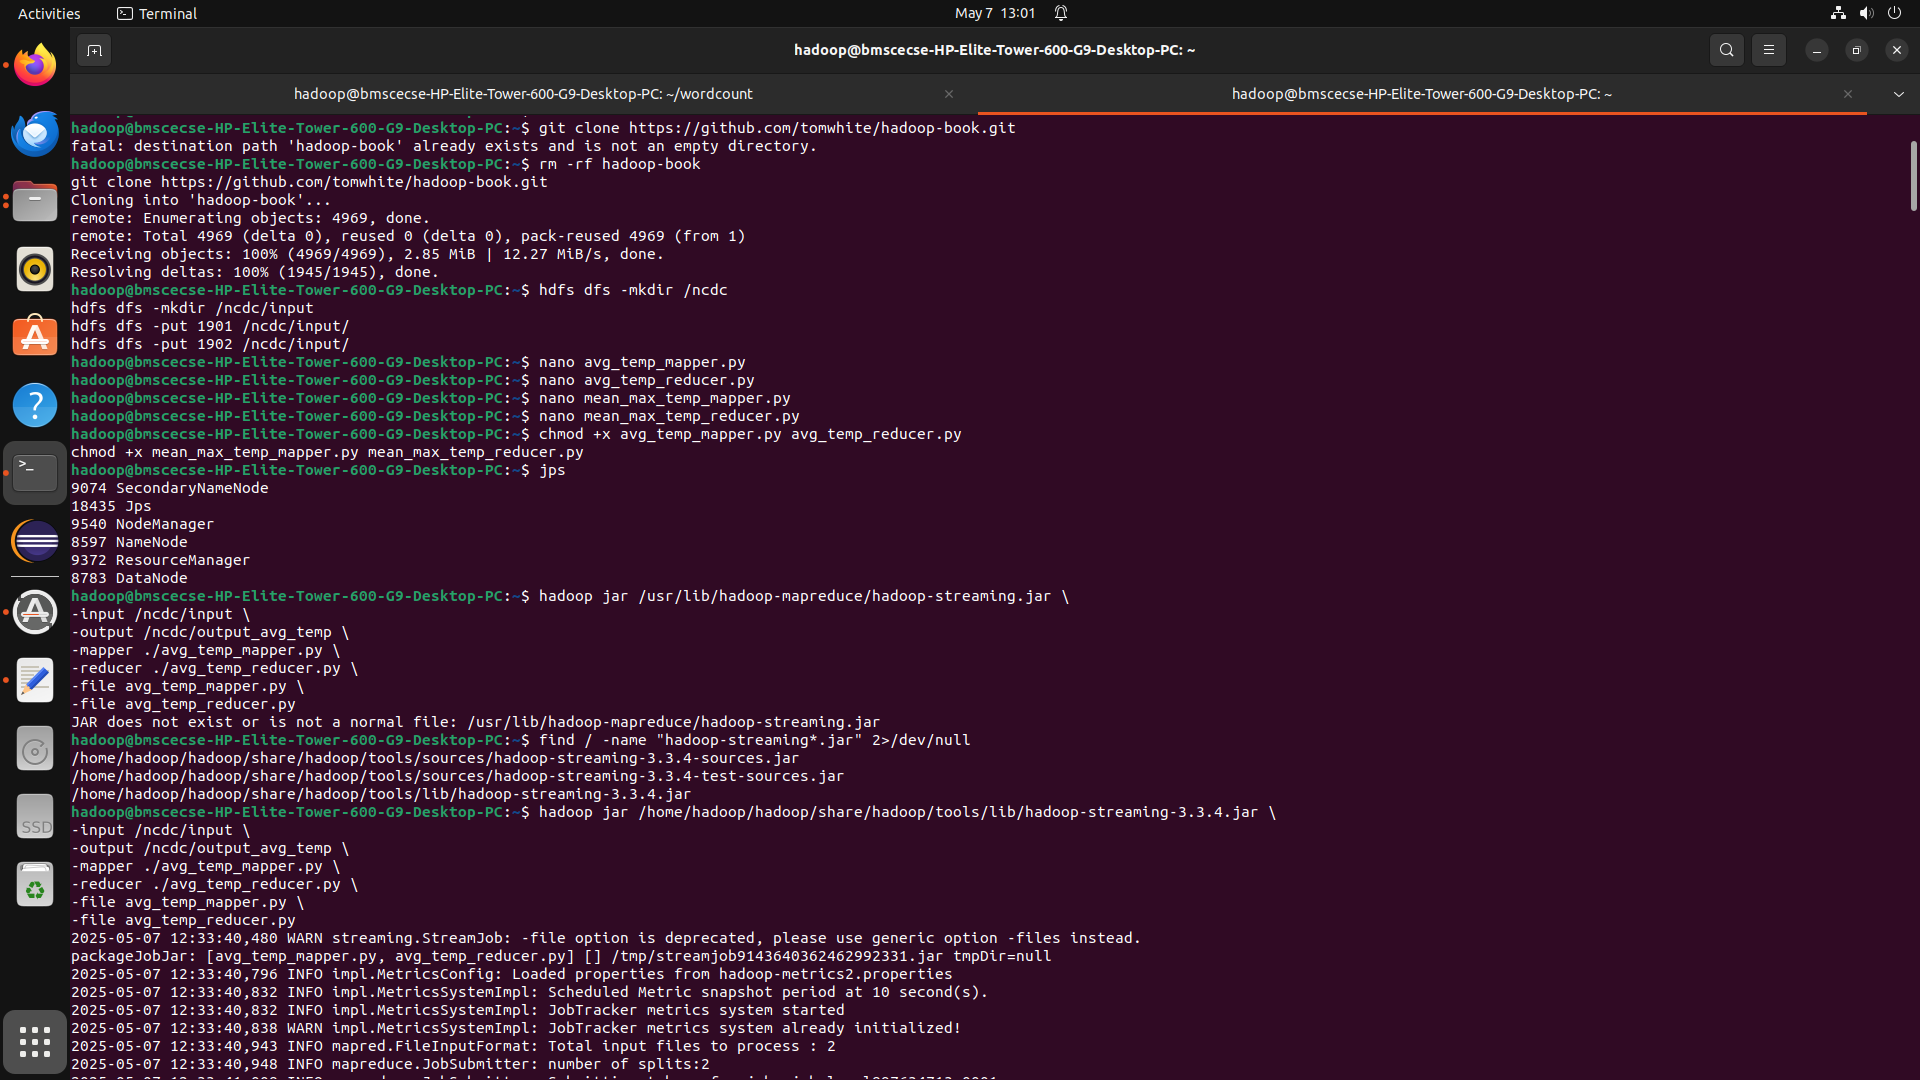 Activities
Terminal
May 7 13:01
hadoop@bmscecse-HP-Elite-Tower-600-G9-Desktop-PC: ~
hadoop@bmscecse-HP-Elite-Tower-600-G9-Desktop-PC: ~/wordcount
hadoop@bmscecse-HP-Elite-Tower-600-G9-Desktop-PC: ~
hadoop@bmscecse-HP-Elite-Tower-600-G9-Desktop-PC:~$ git clone https://github.com/tomwhite/hadoop-book.git
fatal: destination path 'hadoop-book' already exists and is not an empty directory.
hadoop@bmscecse-HP-Elite-Tower-600-G9-Desktop-PC:~$ rm -rf hadoop-book
git clone https://github.com/tomwhite/hadoop-book.git
Cloning into 'hadoop-book'...
remote: Enumerating objects: 4969, done.
remote: Total 4969 (delta 0), reused 0 (delta 0), pack-reused 4969 (from 1)
Receiving objects: 100% (4969/4969), 2.85 MiB | 12.27 MiB/s, done.
Resolving deltas: 100% (1945/1945), done.
hadoop@bmscecse-HP-Elite-Tower-600-G9-Desktop-PC:~$ hdfs dfs -mkdir /ncdc
hdfs dfs -mkdir /ncdc/input
hdfs dfs -put 1901 /ncdc/input/
hdfs dfs -put 1902 /ncdc/input/
hadoop@bmscecse-HP-Elite-Tower-600-G9-Desktop-PC:~$ nano avg_temp_mapper.py
hadoop@bmscecse-HP-Elite-Tower-600-G9-Desktop-PC:~$ nano avg_temp_reducer.py
hadoop@bmscecse-HP-Elite-Tower-600-G9-Desktop-PC:~$ nano mean_max_temp_mapper.py
hadoop@bmscecse-HP-Elite-Tower-600-G9-Desktop-PC:~$ nano mean_max_temp_reducer.py
hadoop@bmscecse-HP-Elite-Tower-600-G9-Desktop-PC:~$ chmod +x avg_temp_mapper.py avg_temp_reducer.py
chmod +x mean_max_temp_mapper.py mean_max_temp_reducer.py
hadoop@bmscecse-HP-Elite-Tower-600-G9-Desktop-PC:~$ jps
9074 SecondaryNameNode
18435 Jps
9540 NodeManager
8597 NameNode
9372 ResourceManager
8783 DataNode
hadoop@bmscecse-HP-Elite-Tower-600-G9-Desktop-PC:~$ hadoop jar /usr/lib/hadoop-mapreduce/hadoop-streaming.jar \
-input /ncdc/input \
-output /ncdc/output_avg_temp \
-mapper ./avg_temp_mapper.py \
-reducer ./avg_temp_reducer.py \
-file avg_temp_mapper.py \
-file avg_temp_reducer.py
JAR does not exist or is not a normal file: /usr/lib/hadoop-mapreduce/hadoop-streaming.jar
hadoop@bmscecse-HP-Elite-Tower-600-G9-Desktop-PC:~$ find / -name "hadoop-streaming*.jar" 2>/dev/null
/home/hadoop/hadoop/share/hadoop/tools/sources/hadoop-streaming-3.3.4-sources.jar
/home/hadoop/hadoop/share/hadoop/tools/sources/hadoop-streaming-3.3.4-test-sources.jar
/home/hadoop/hadoop/share/hadoop/tools/lib/hadoop-streaming-3.3.4.jar
hadoop@bmscecse-HP-Elite-Tower-600-G9-Desktop-PC:~$ hadoop jar /home/hadoop/hadoop/share/hadoop/tools/lib/hadoop-streaming-3.3.4.jar \
-input /ncdc/input \
-output /ncdc/output_avg_temp \
-mapper ./avg_temp_mapper.py \
-reducer ./avg_temp_reducer.py \
-file avg_temp_mapper.py \
-file avg_temp_reducer.py
2025-05-07 12:33:40,480 WARN streaming.StreamJob: -file option is deprecated, please use generic option -files instead.
packageJobJar: [avg_temp_mapper.py, avg_temp_reducer.py] [] /tmp/streamjob9143640362462992331.jar tmpDir=null
2025-05-07 12:33:40,796 INFO impl.MetricsConfig: Loaded properties from hadoop-metrics2.properties
2025-05-07 12:33:40,832 INFO impl.MetricsSystemImpl: Scheduled Metric snapshot period at 10 second(s).
2025-05-07 12:33:40,832 INFO impl.MetricsSystemImpl: JobTracker metrics system started
2025-05-07 12:33:40,838 WARN impl.MetricsSystemImpl: JobTracker metrics system already initialized!
2025-05-07 12:33:40,943 INFO mapred.FileInputFormat: Total input files to process : 2
2025-05-07 12:33:40,948 INFO mapreduce.JobSubmitter: number of splits:2
SSD